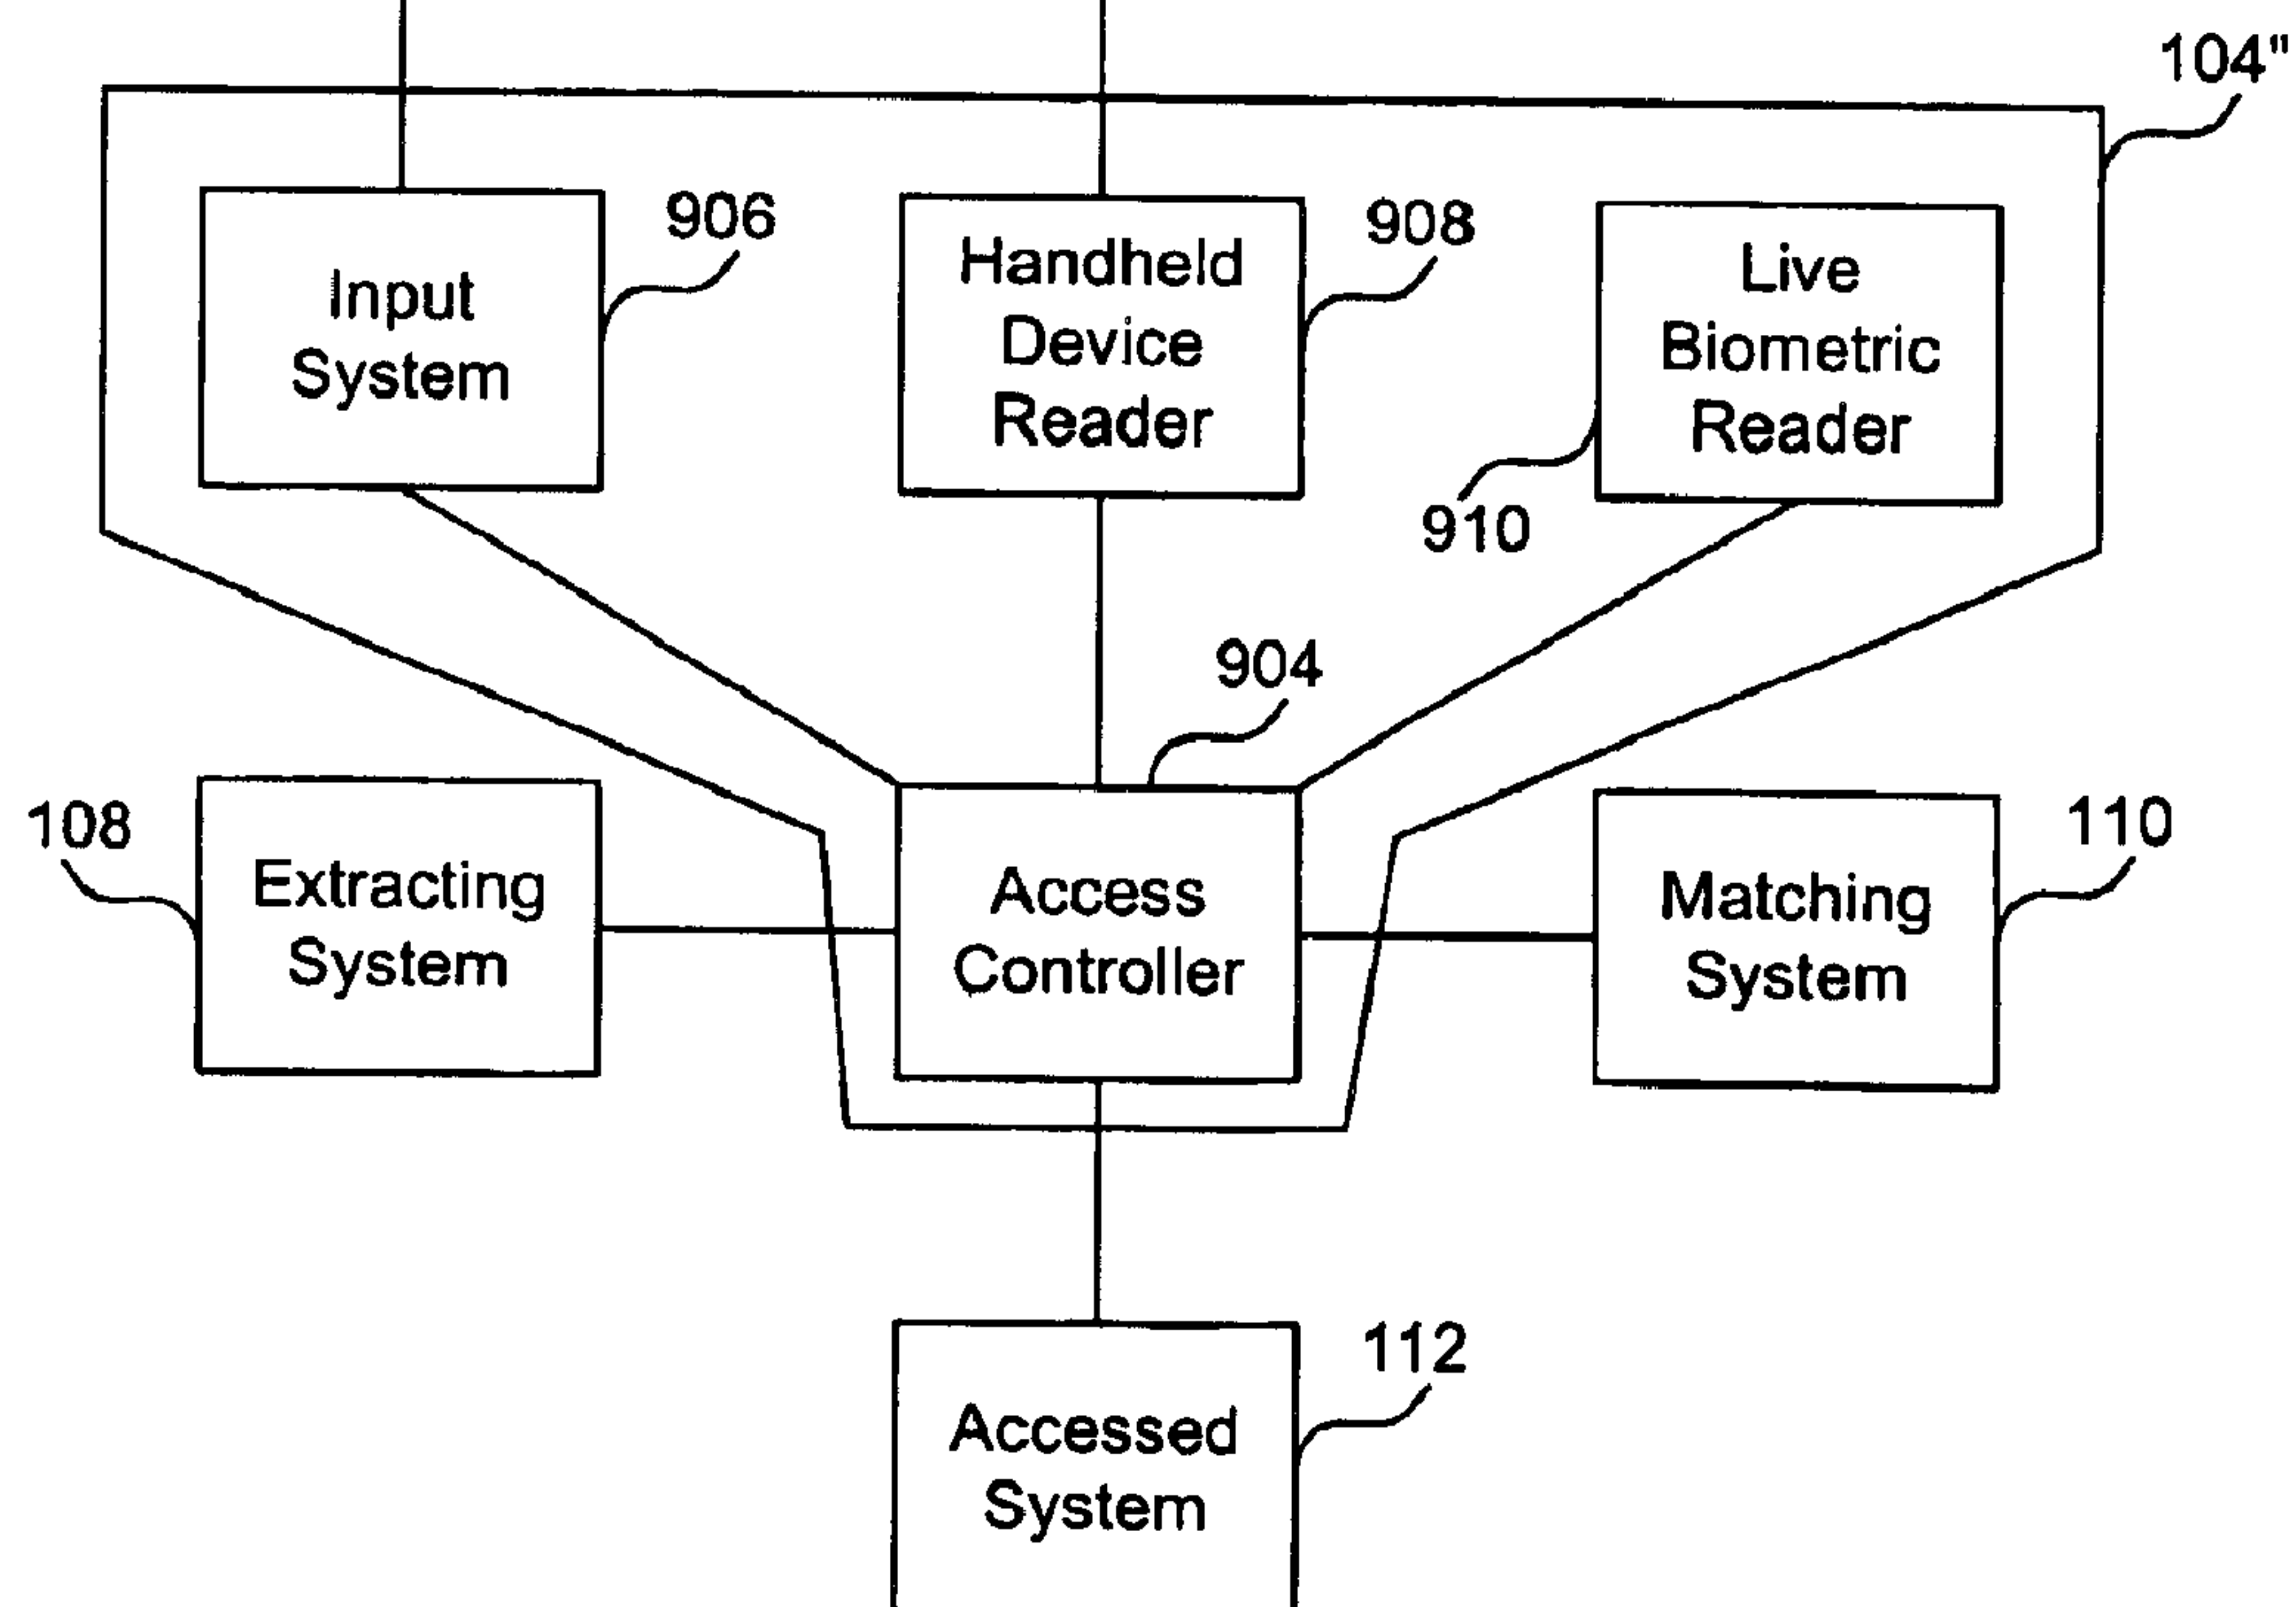 104"
906
908
Input
System
Handheld
Device
Reader
Live
Biometric
Reader
910
904
108
110
Extracting
System
Access
Controller
Matching
System
112
Accessed
System